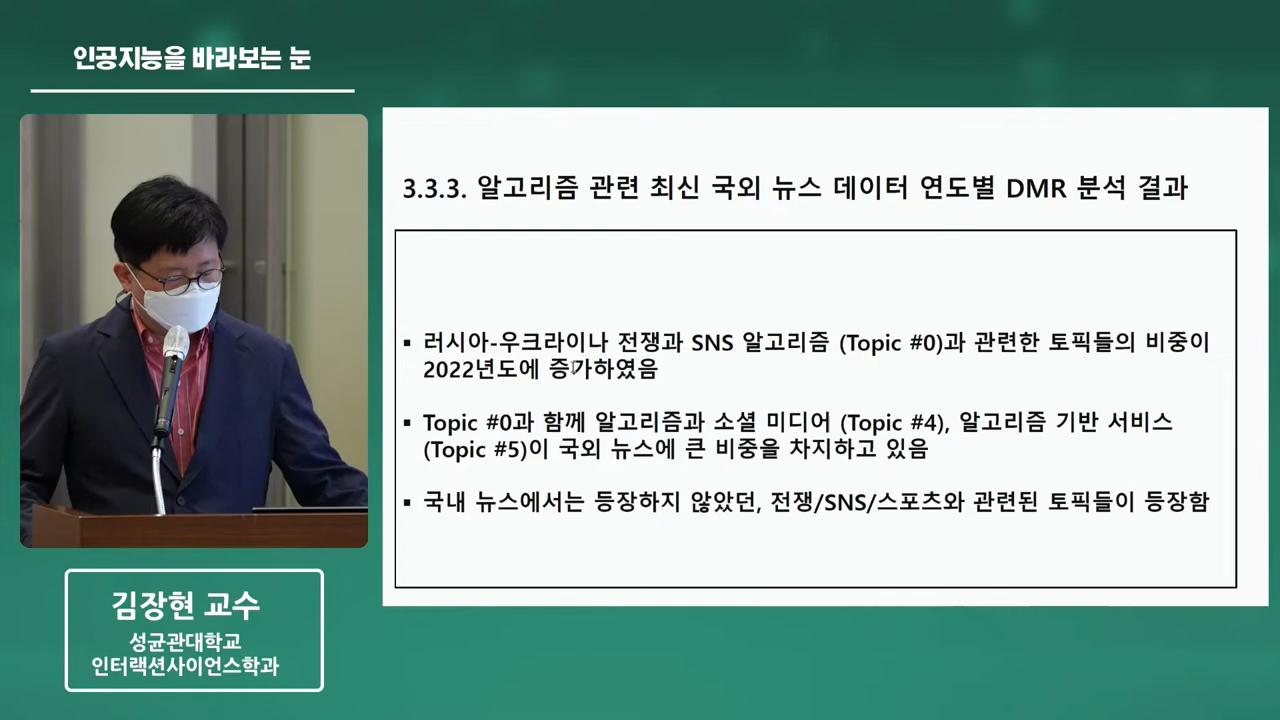 인공지능을 바라보는 눈
3.3.3. 알고리즘 관련 최신 국외 뉴스 데이터 연도별 DMR 분석 결과
▪ 러시아-우크라이나 전쟁과 SNS 알고리즘 (Topic #0)과 관련한 토픽들의 비중이
2022년도에 증가하였음
▪ Topic #0과 함께 알고리즘과 소셜 미디어 (Topic #4), 알고리즘 기반 서비스
(Topic #5)이 국외 뉴스에 큰 비중을 차지하고 있음
▪ 국내 뉴스에서는 등장하지 않았던, 전쟁/SNS/스포츠와 관련된 토픽들이 등장함
김장현 교수
성균관대학교
인터랙션사이언스학과